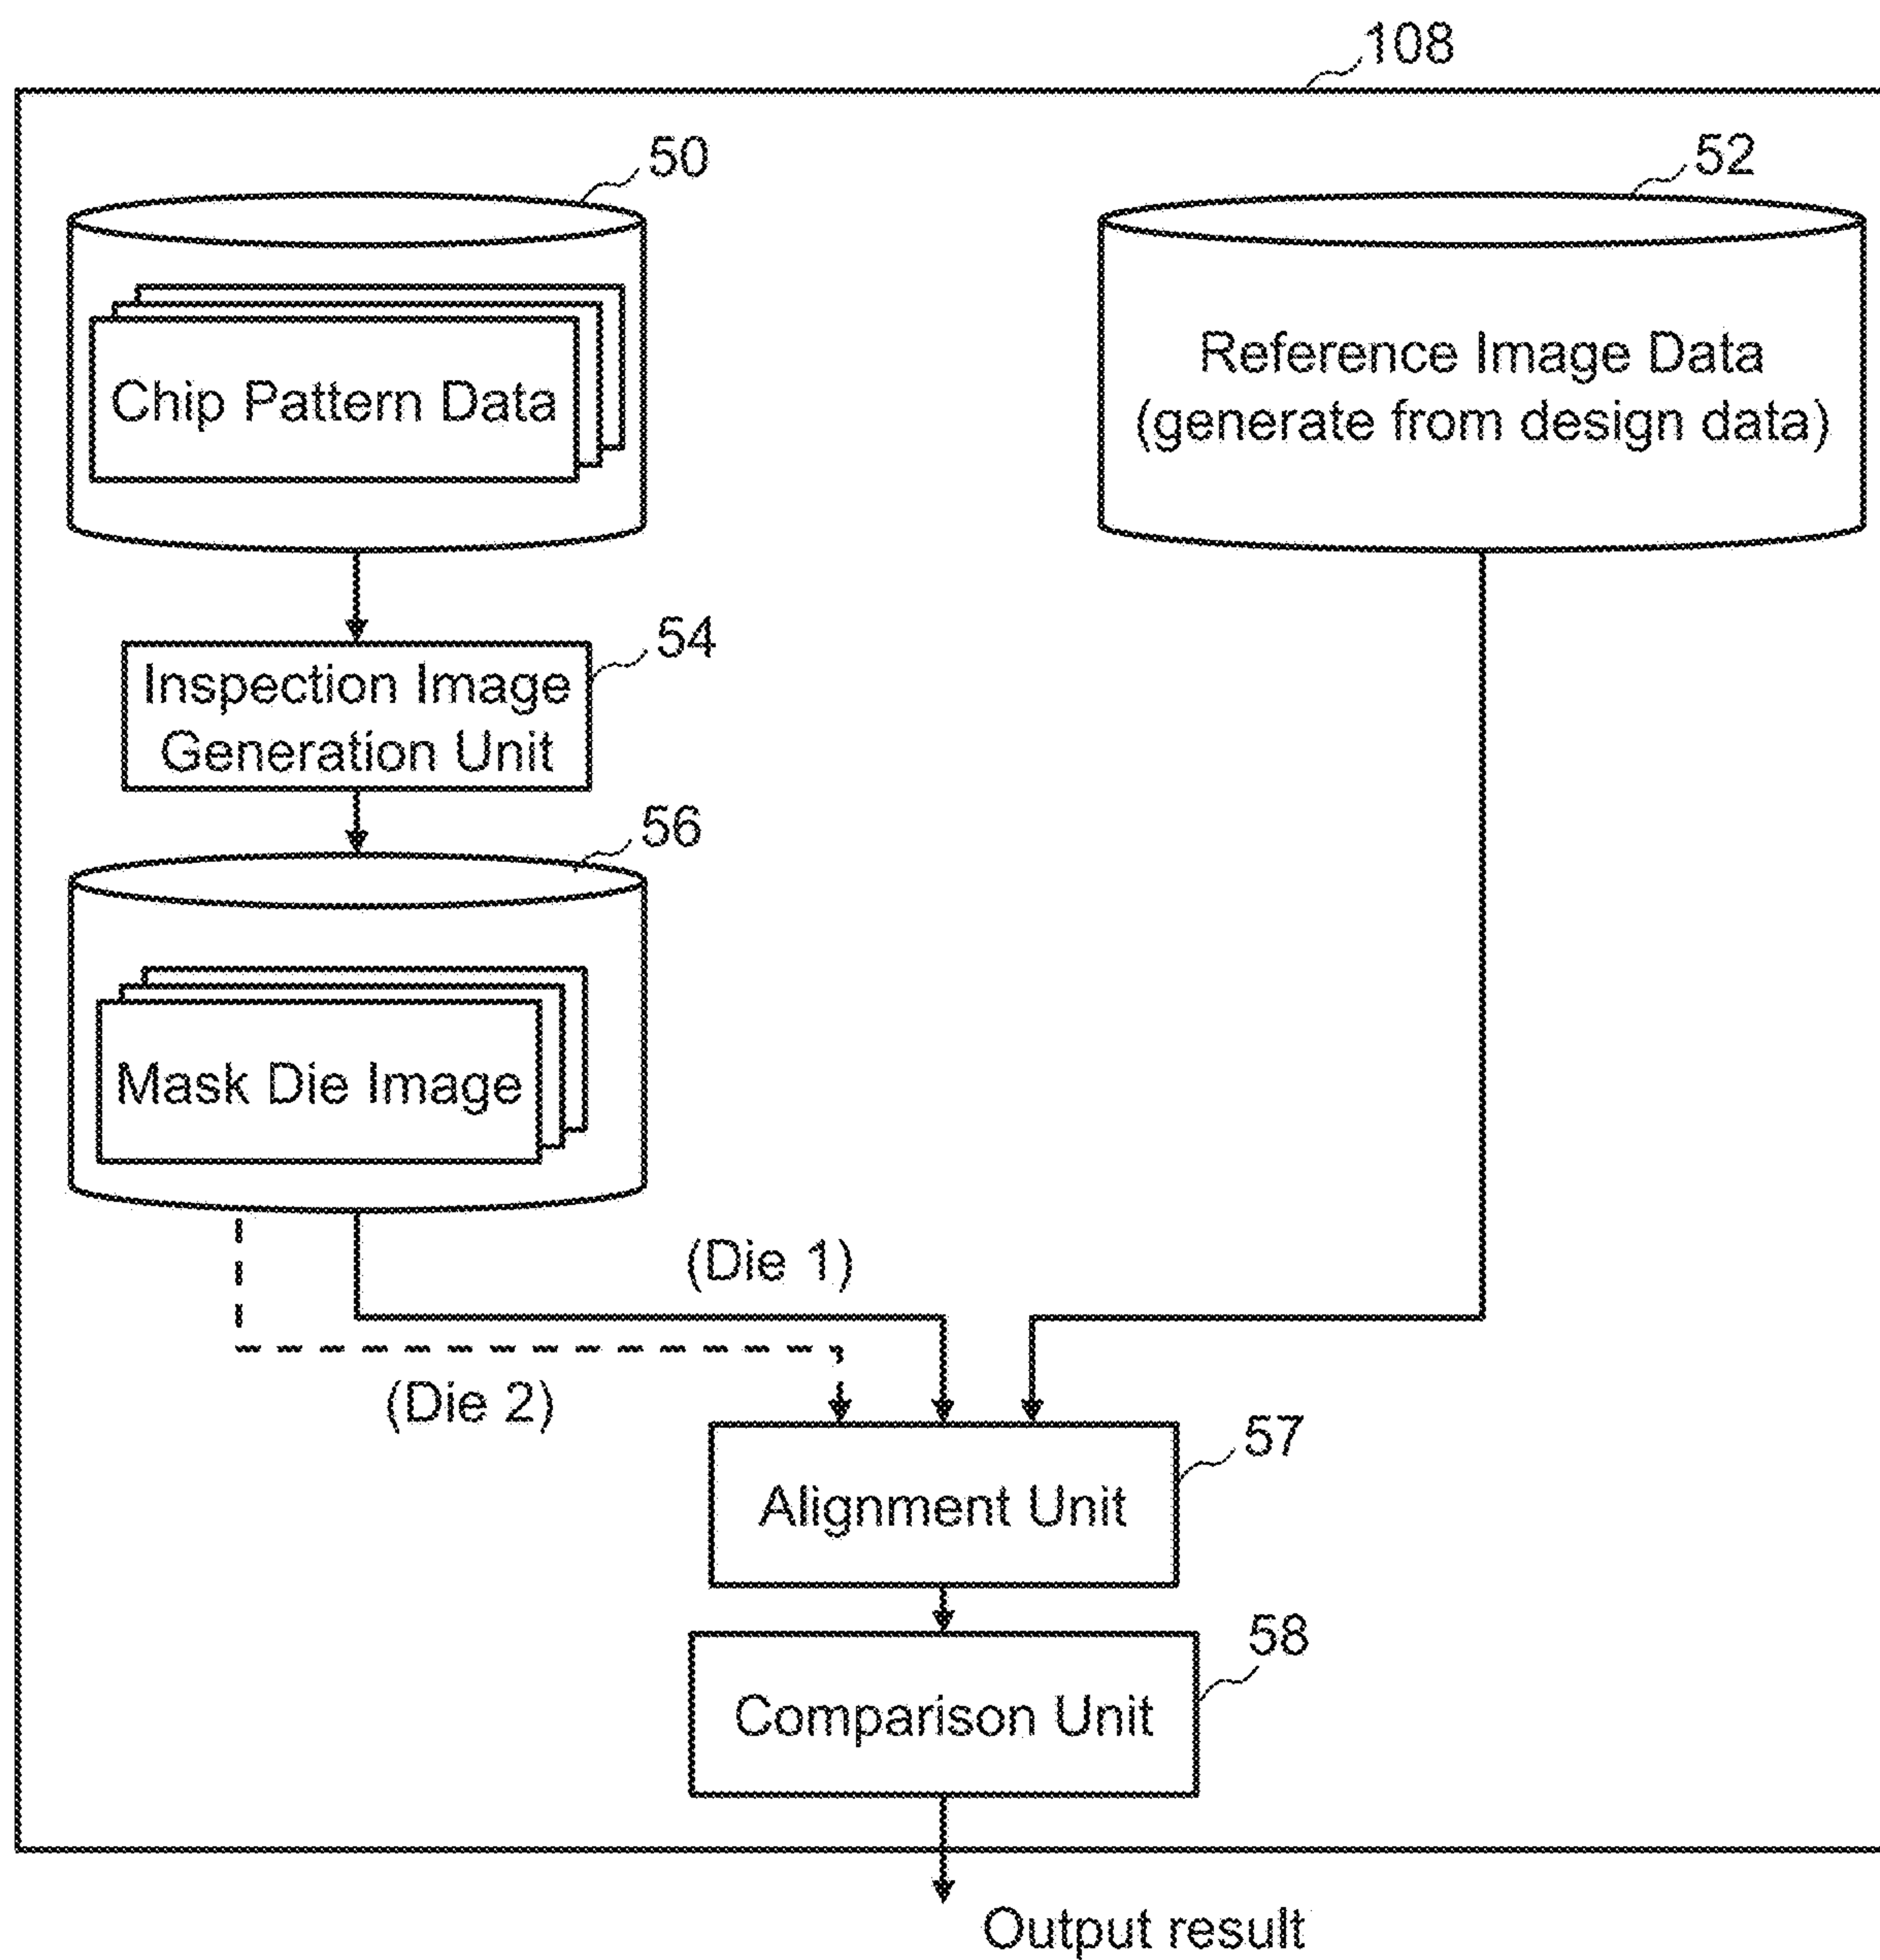 108
50
52
Chip Pattern Data
Reference Image Data
(generate from design data)
54
Inspection Image
Generation Unit
56
Mask Die Image
(Die 1)
(Die 2)
57
Alignment Unit
58
Comparison Unit
Output result